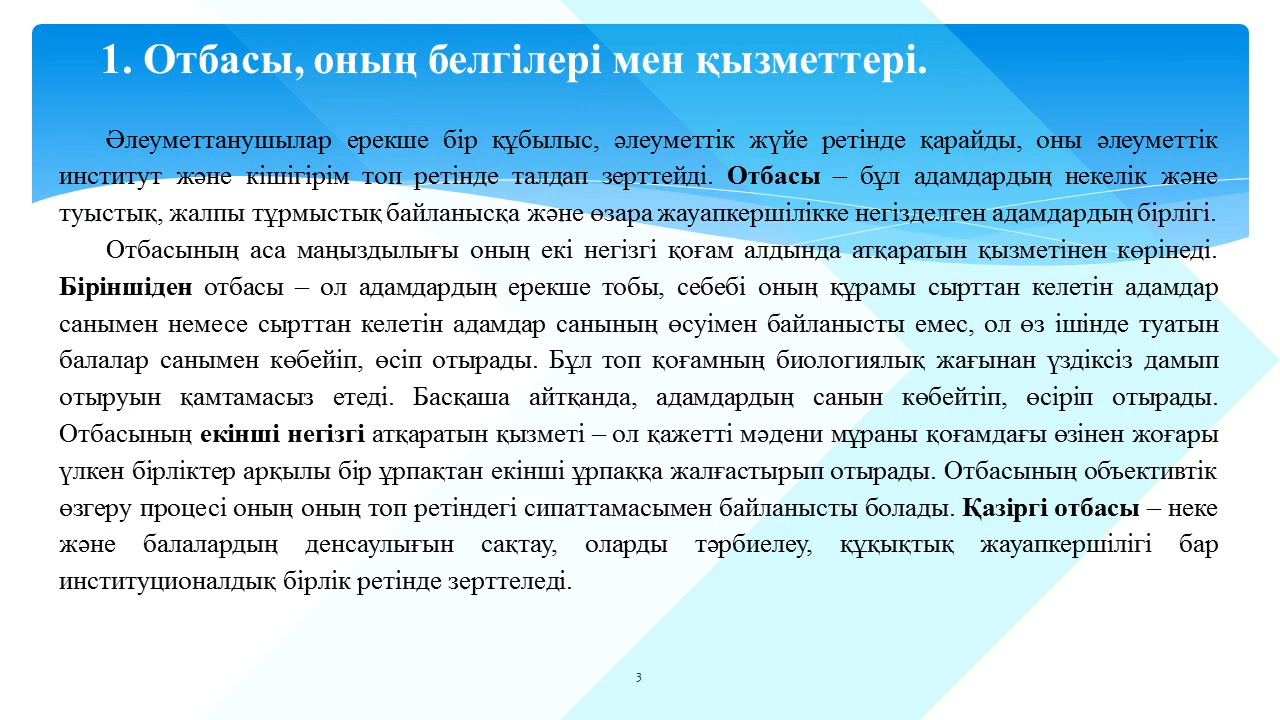 1. Отбасы, оның белгілері мен қызметтері.
Әлеуметтанушылар ерекше бір құбылыс, әлеуметтік жүйе ретінде қарайды, оны әлеуметтік
институт және кішігірім топ ретінде талдап зерттейді. Отбасы – бұл адамдардың некелік және
туыстық, жалпы тұрмыстық байланысқа және өзара жауапкершілікке негізделген адамдардың бірлігі.
Отбасының аса маңыздылығы оның екі негізгі қоғам алдында атқаратын қызметінен көрінеді.
Біріншіден отбасы – ол адамдардың ерекше тобы, себебі оның құрамы сырттан келетін адамдар
санымен немесе сырттан келетін адамдар санының өсуімен байланысты емес, ол өз ішінде туатын
балалар санымен көбейіп, өсіп отырады. Бұл топ қоғамның биологиялық жағынан үздіксіз дамып
отыруын қамтамасыз етеді. Басқаша айтқанда, адамдардың санын көбейтіп, өсіріп отырады.
Отбасының екінші негізгі атқаратын қызметі – ол қажетті мәдени мұраны қоғамдағы өзінен жоғары
үлкен бірліктер арқылы бір ұрпақтан екінші ұрпаққа жалғастырып отырады. Отбасының объективтік
өзгеру процесі оның оның топ ретіндегі сипаттамасымен байланысты болады. Қазіргі отбасы – неке
және балалардың денсаулығын сақтау, оларды тәрбиелеу, құқықтық жауапкершілігі бар
институционалдық бірлік ретінде зерттеледі.
3